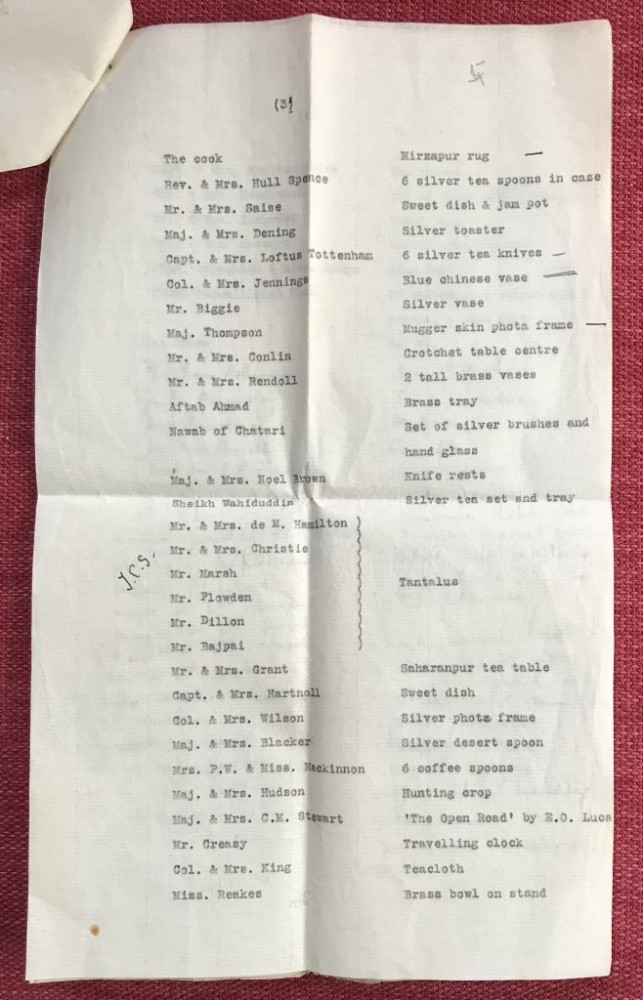 (3)
The cook Mirzapur rug —
Rev. & Mrs. Hull Spence 6 silver tea spoons in case
Mr. & Mrs. Saise Sweet dish & jam pot
Maj. & Mrs. Dening Silver toaster
Capt. & Mrs. Loftus Tottenham 6 silver tea knives —
Col. & Mrs. Jennings Blue chinese vase —
Mr. Biggie Silver vase
Maj. Thompson Mugger skin phota frame —
Mr. & Mrs. Conlin Crotchet table centre
Mr. & Mrs. Rendoll 2 tall brass vases
Aftab Ahmad Brass tray
Nawab of Chatari Set of silver brushes and
hand glass
Maj. & Mrs. Noel Brown Knife rests
Sheikh Wahiduddin Silver tea set and tray
Mr. & Mrs. de M. Hamilton
Mr. & Mrs. Christie
I.C.S. Mr. Marsh Tantalus
Mr. Plowden
Mr. Dillon
Mr. Bajpai
Mr. & Mrs. Grant Saharanpur tea table
Capt. & Mrs. Hartnoll Sweet dish
Col. & Mrs. Wilson Silver photo frame
Maj. & Mrs. Blacker Silver desert spoon
Mrs. P.W. & Miss. Mackinnon 6 coffee spoons
Maj. & Mrs. Hudson Hunting crop
Maj. & Mrs. C.M. Stewart 'The Open Road' by E.O. Luca
Mr. Creasy Travelling clock
Col. & Mrs. King Teacloth
Miss. Reakes Brass bowl on stand